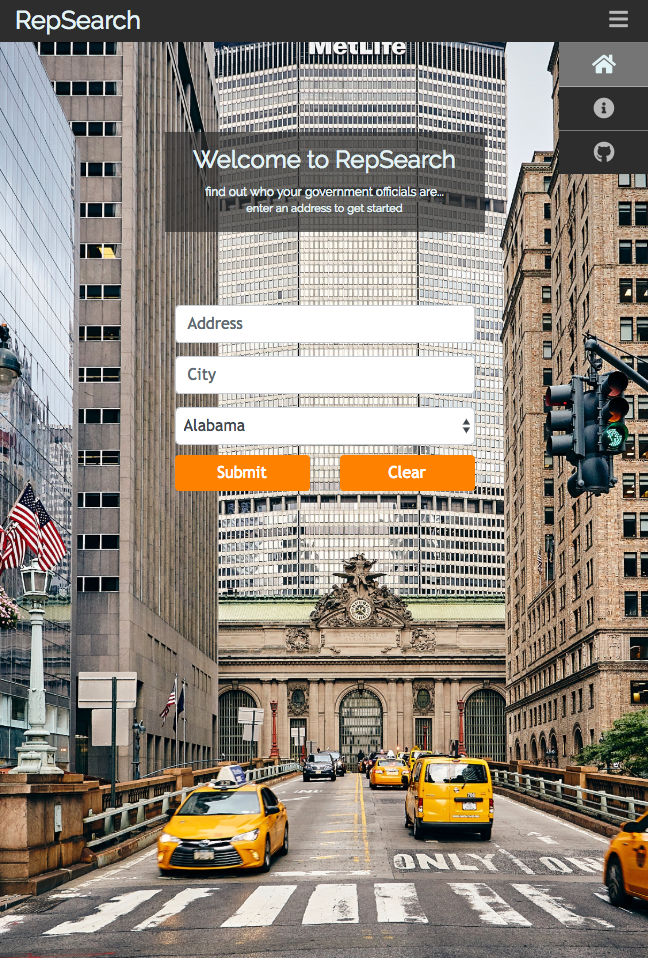 RepSearch
MetLife
Welcome to RepSearch
find out who your government officials are...
enter an address to get started
Address
City
Alabama
Submit
Clear
ONLY